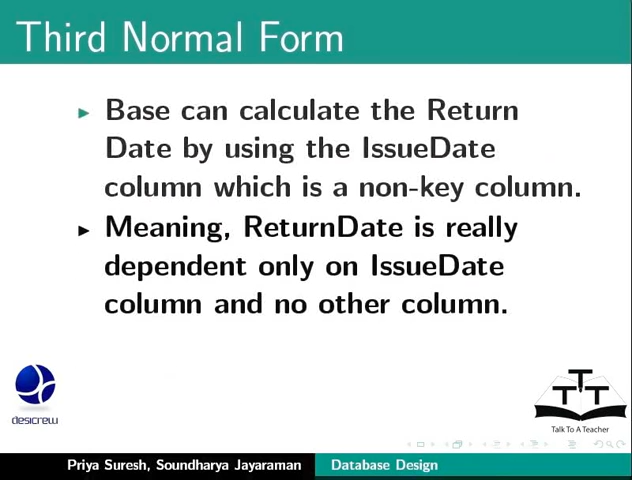 Third Normal Form
Base can calculate the Return
Date by using the IssueDate
column which is a non-key column.
Meaning, ReturnDate is really
dependent only on IssueDate
column and no other column.
desicrew
TTT
Talk To A Teacher
Priya Suresh, Soundharya Jayaraman
Database Design